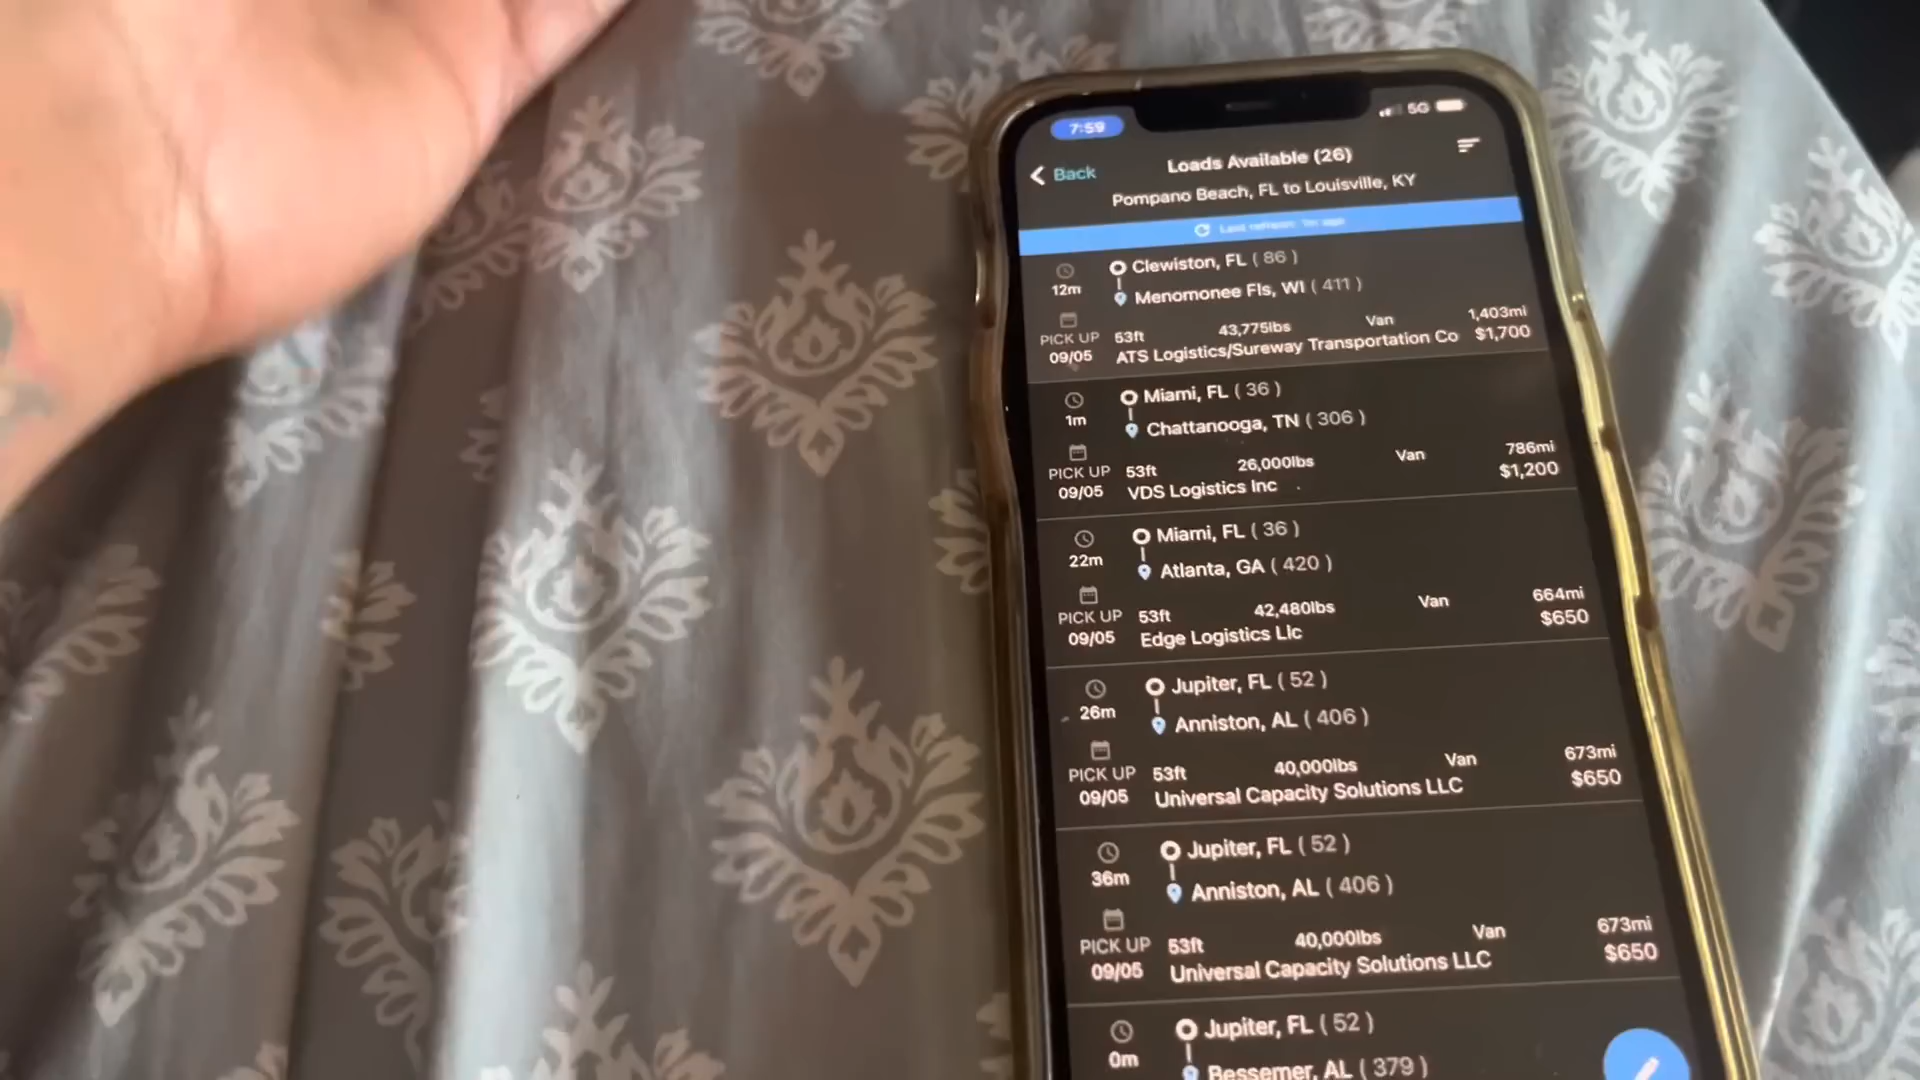 7:59
5G
Back
Loads Available (26)
Pompano Beach, FL to Louisville, KY
Last refresh: 1m ago
Clewiston, FL ( 86 )
12m
Menomonee Fls, WI ( 411 )
PICK UP
53ft 43,775lbs Van 1,403mi
09/05
ATS Logistics/Sureway Transportation Co $1,700
Miami, FL ( 36 )
1m
Chattanooga, TN ( 306 )
PICK UP
53ft 26,000lbs Van 786mi
09/05
VDS Logistics Inc $1,200
Miami, FL ( 36 )
22m
Atlanta, GA ( 420 )
PICK UP
53ft 42,480lbs Van 664mi
09/05
Edge Logistics Llc $650
Jupiter, FL ( 52 )
26m
Anniston, AL ( 406 )
PICK UP
53ft 40,000lbs Van 673mi
09/05
Universal Capacity Solutions LLC $650
Jupiter, FL ( 52 )
36m
Anniston, AL ( 406 )
PICK UP
53ft 40,000lbs Van 673mi
09/05
Universal Capacity Solutions LLC $650
Jupiter, FL ( 52 )
0m
Bessemer, AL ( 379 )